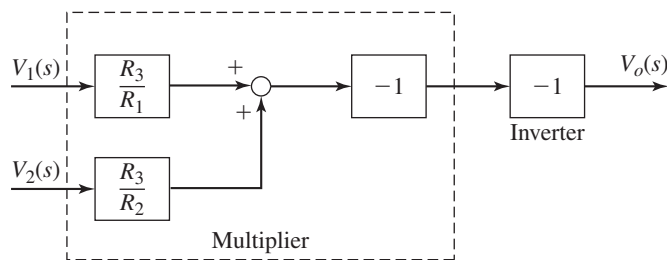 V₁(s)
R₃
R₁
+
+
−1
−1
Vₒ(s)
Inverter
V₂(s)
R₃
R₂
Multiplier